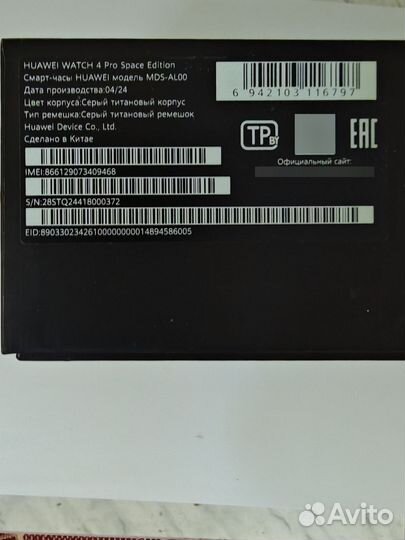 HUAWEI WATCH 4 Pro Space Edition
Смарт-часы HUAWEI модель MDS-AL00
Дата производства:04/24
Цвет корпуса:Серый титановый корпус
Тип ремешка:Серый титановый ремешок
Huawei Device Co., Ltd.
Сделано в Китае
6 942103 116797
TP BY
EAC
Официальный сайт:
IMEI:866129073409468
S/N:28STQ24418000372
EID:89033023426100000000014894586005
Avito